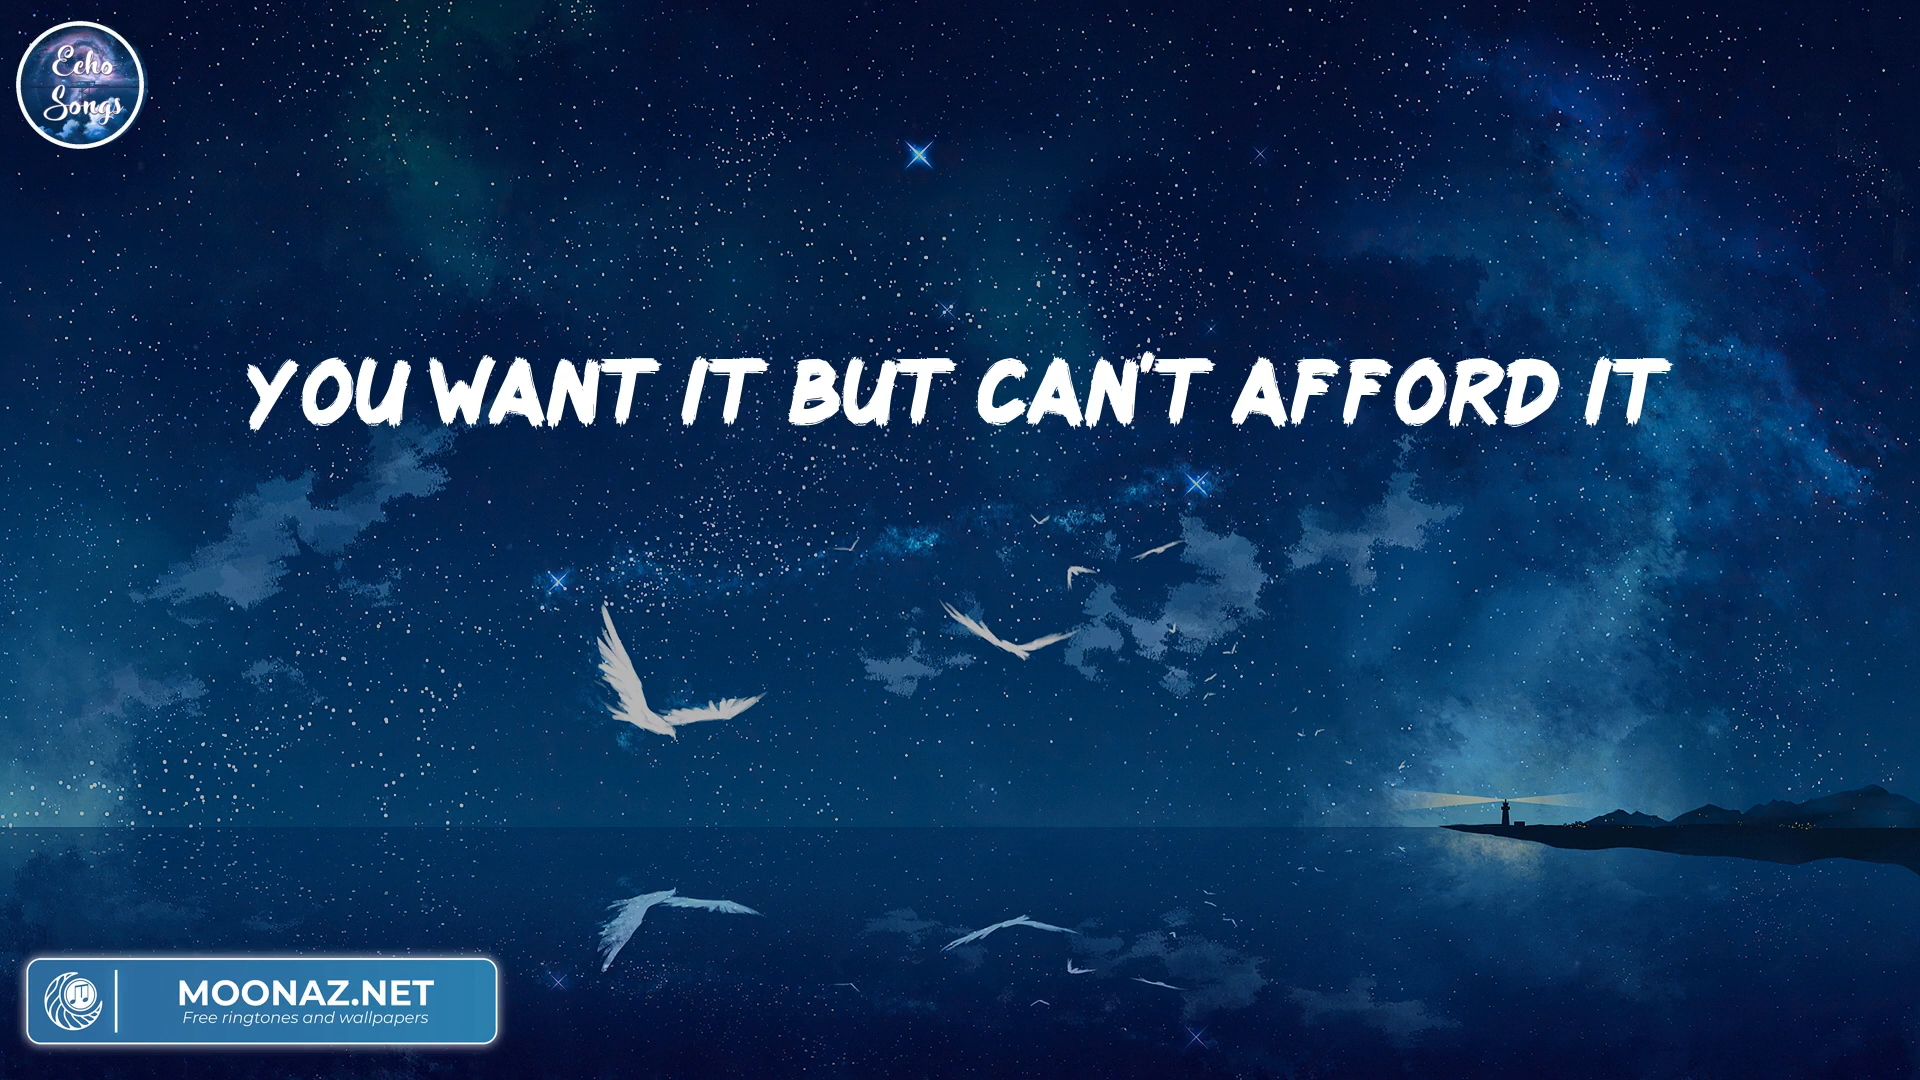 Echo
Songs
YOU WANT IT BUT CAN'T AFFORD IT
MOONAZ.NET
Free ringtones and wallpapers